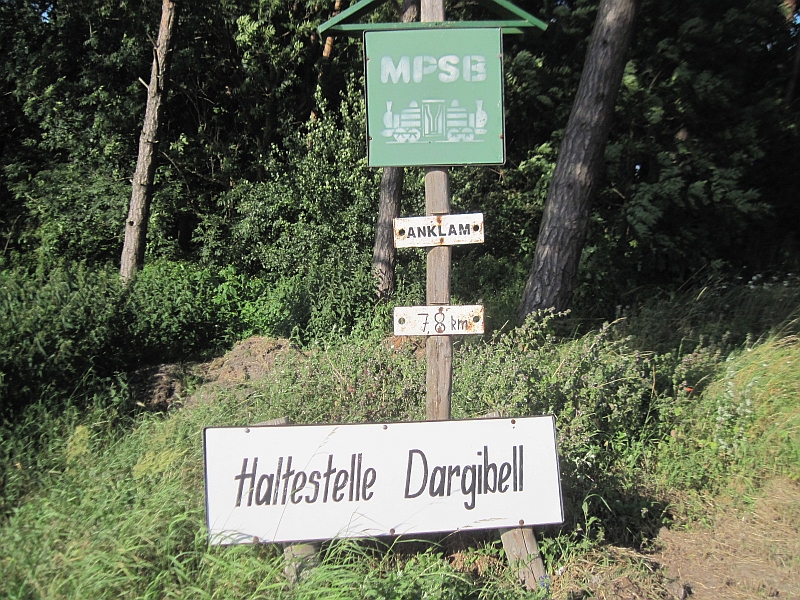 MPSB
ANKLAM
7,8 km
Haltestelle Dargibell